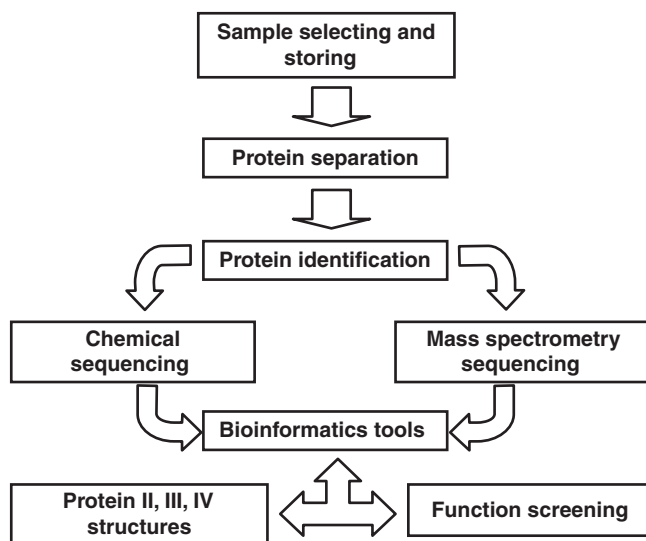 Sample selecting and
storing
Protein separation
Protein identification
Chemical
sequencing
Mass spectrometry
sequencing
Bioinformatics tools
Protein II, III, IV
structures
Function screening